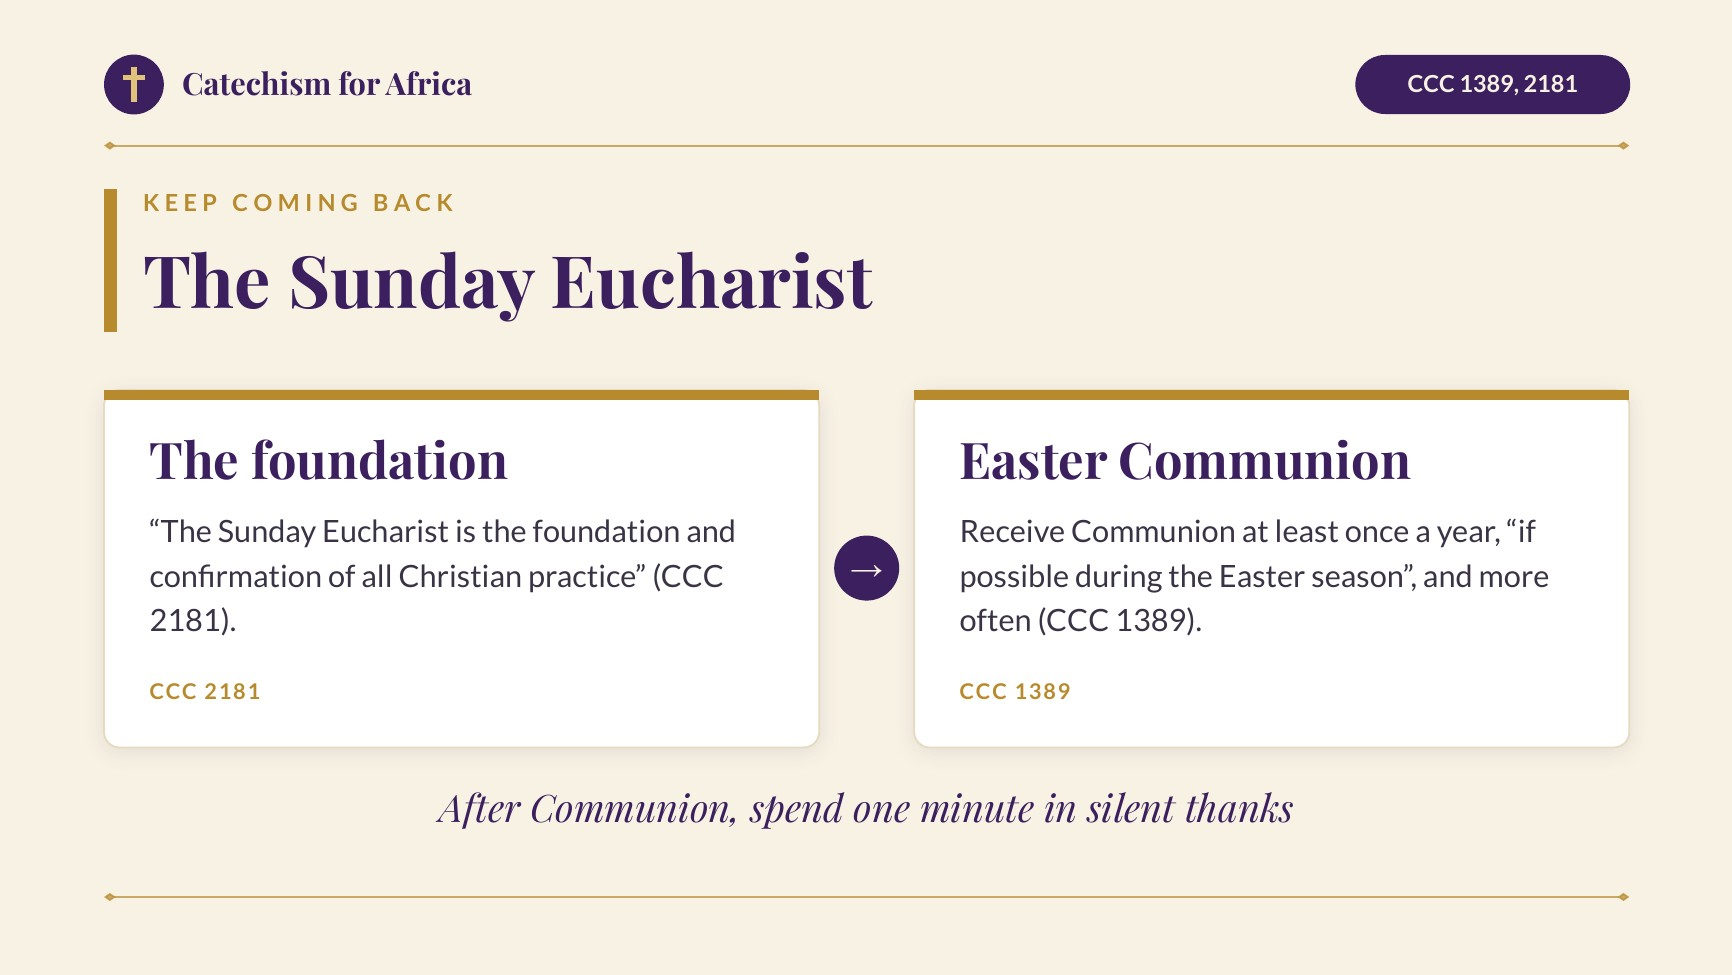 Catechism for Africa
CCC 1389, 2181
KEEP COMING BACK
The Sunday Eucharist
The foundation
“The Sunday Eucharist is the foundation and
confirmation of all Christian practice” (CCC
2181).
CCC 2181
→
Easter Communion
Receive Communion at least once a year, “if
possible during the Easter season”, and more
often (CCC 1389).
CCC 1389
After Communion, spend one minute in silent thanks